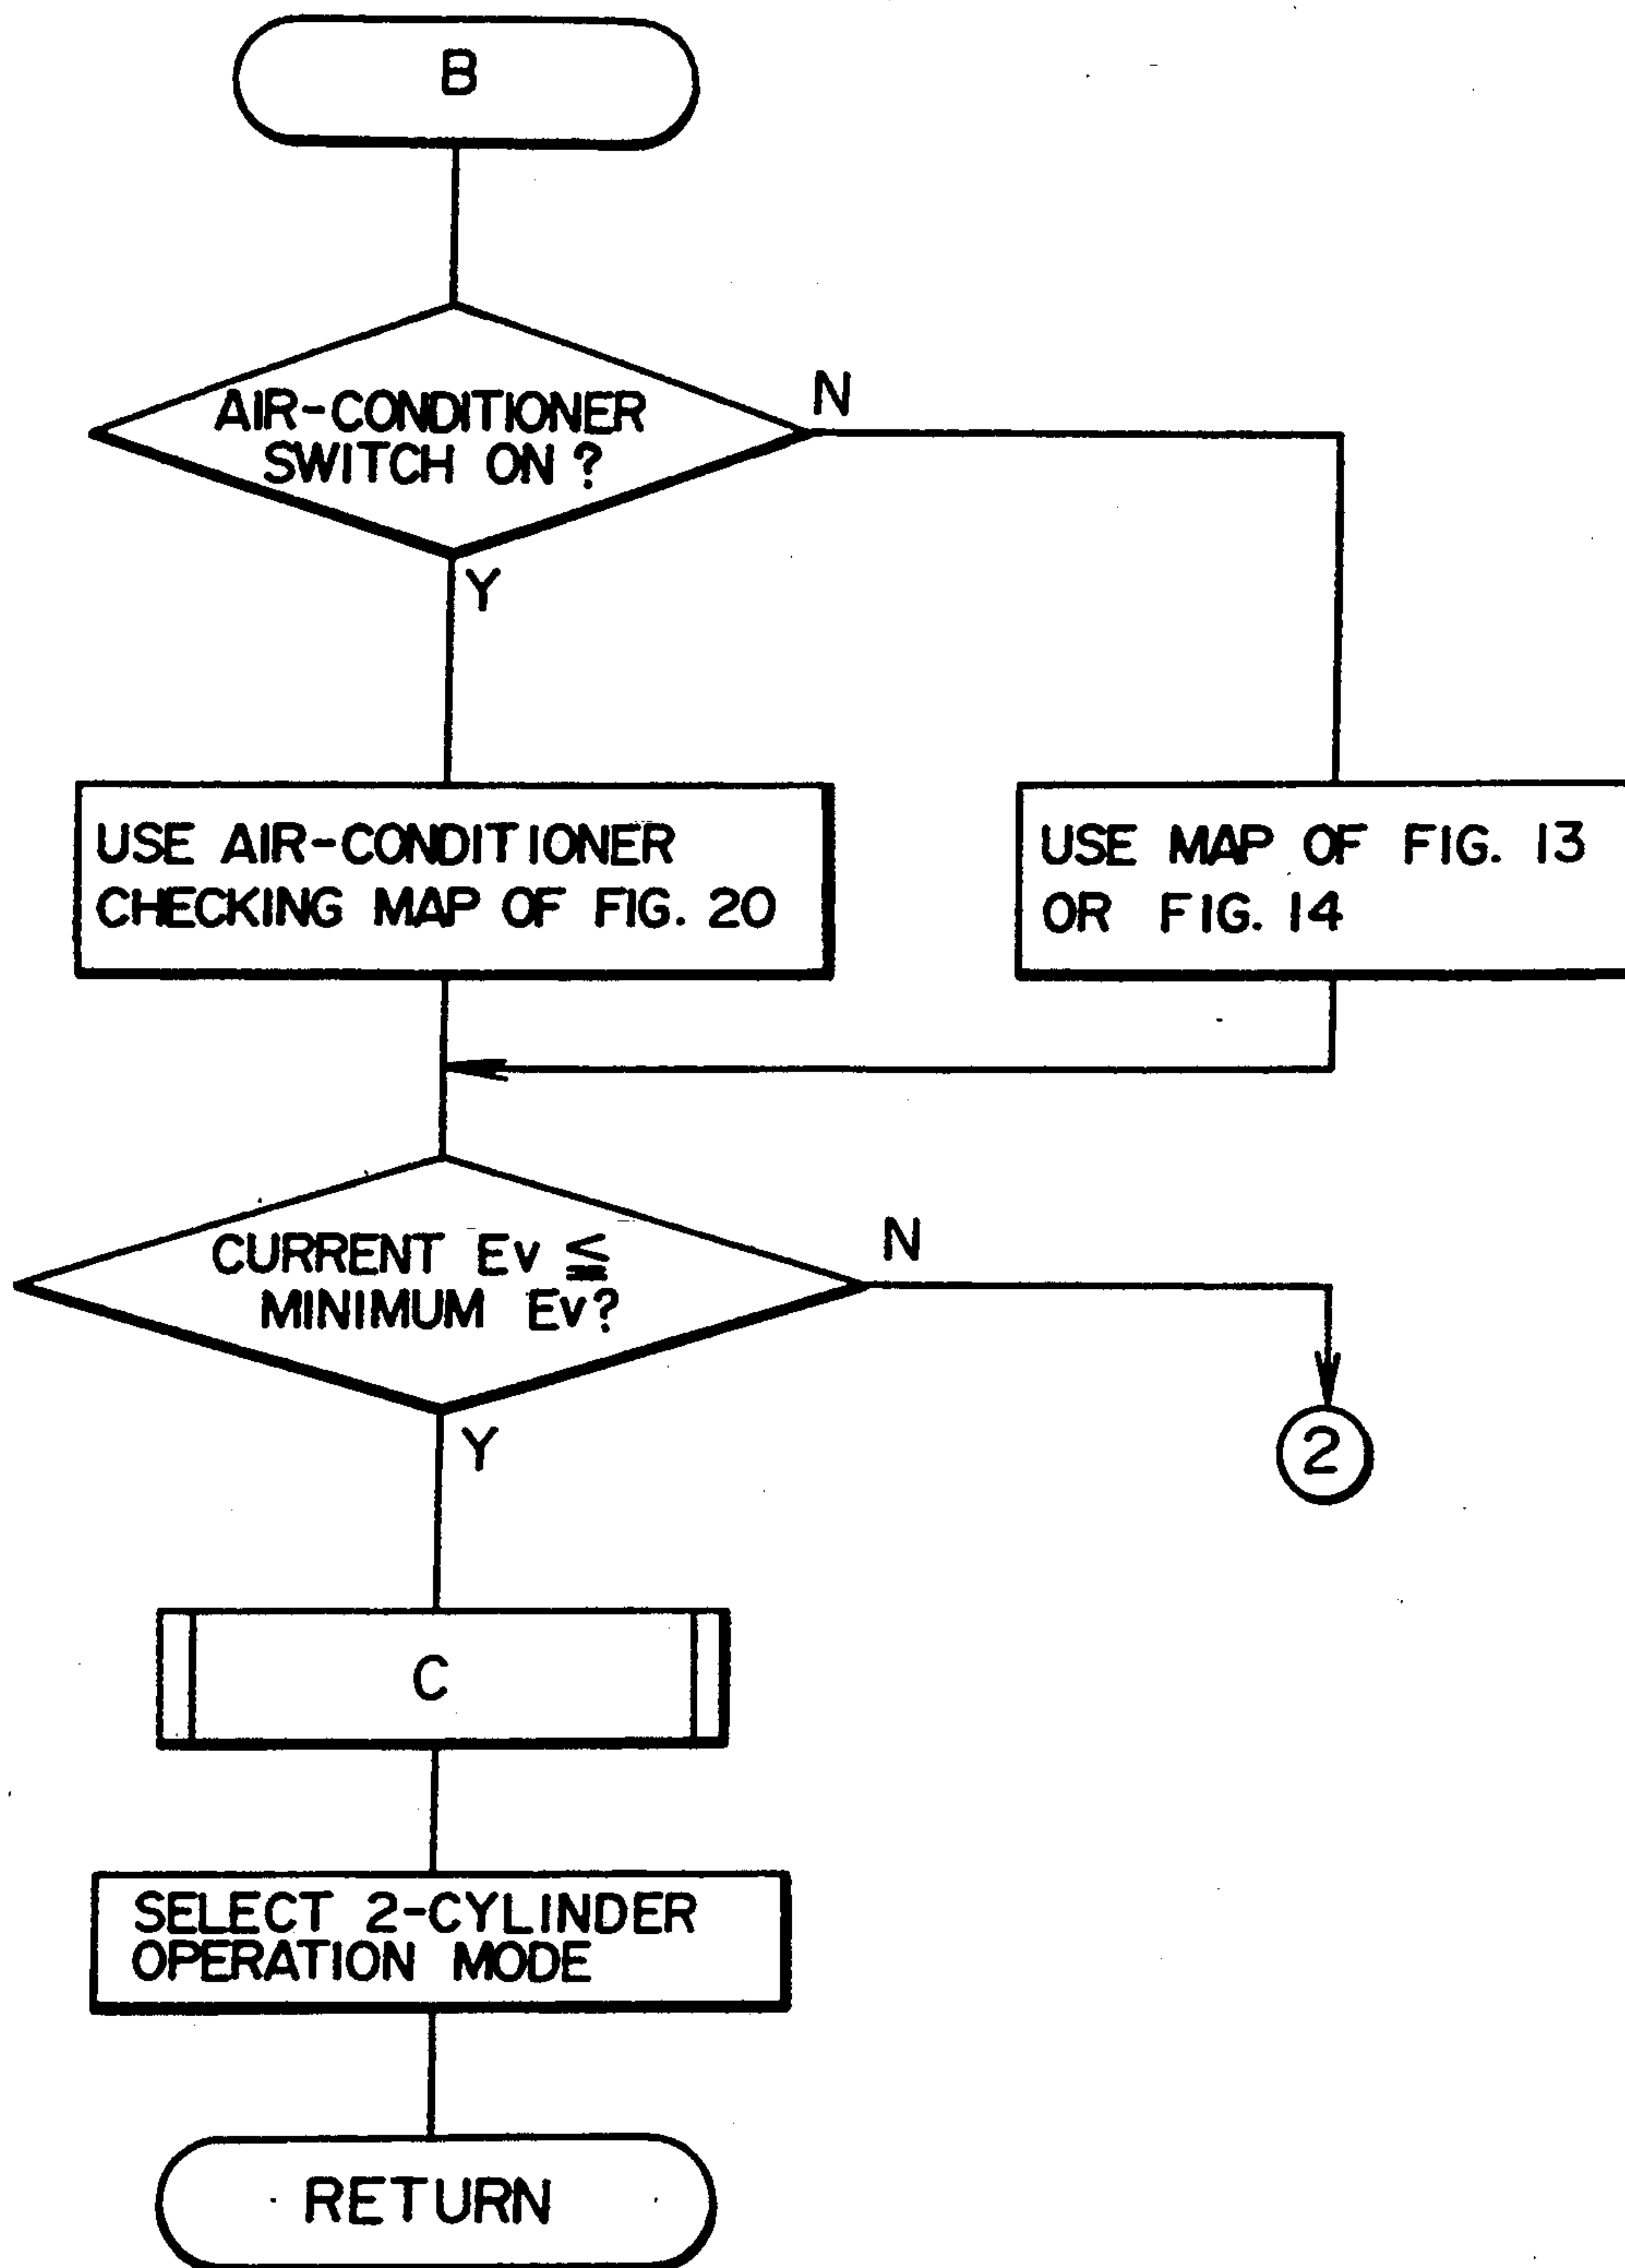 B
AIR-CONDITIONER
SWITCH ON ?
N
Y
USE AIR-CONDITIONER
CHECKING MAP OF FIG. 20
USE MAP OF FIG. 13
OR FIG. 14
CURRENT Ev ≦
MINIMUM Ev?
N
Y
2
C
SELECT 2-CYLINDER
OPERATION MODE
RETURN